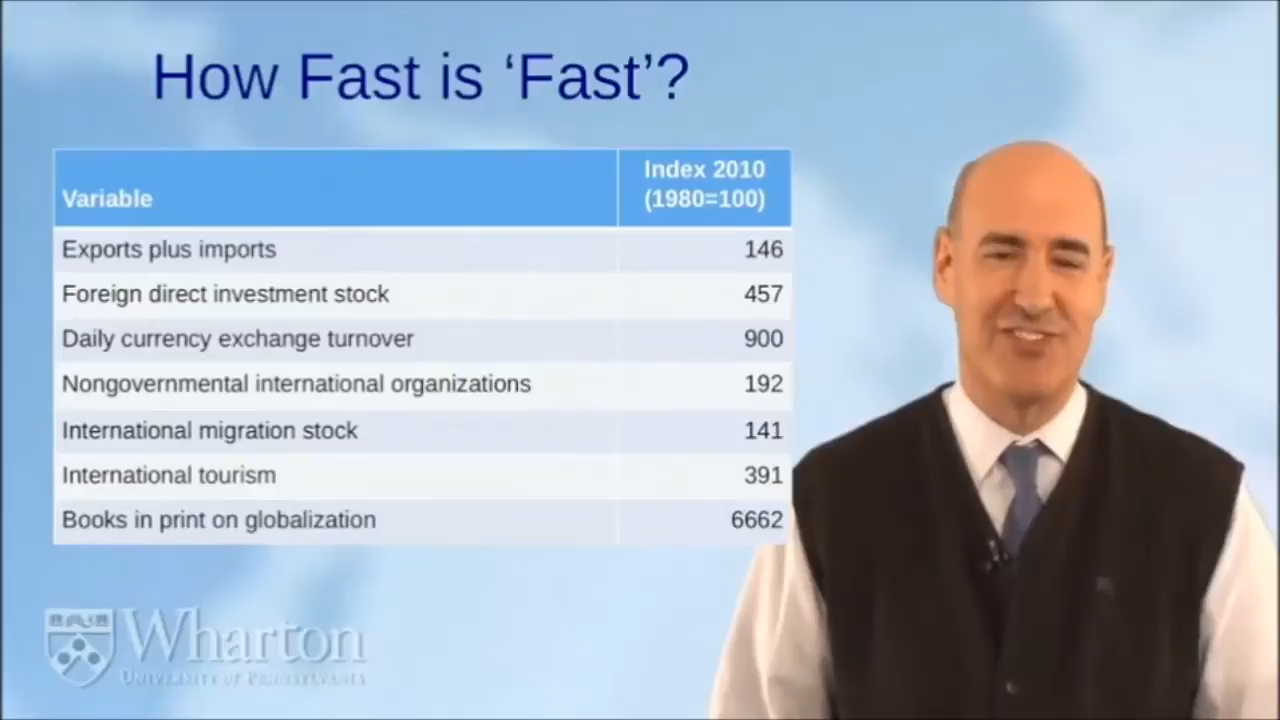 How Fast is ‘Fast’?
Variable
Index 2010
(1980=100)
Exports plus imports 146
Foreign direct investment stock 457
Daily currency exchange turnover 900
Nongovernmental international organizations 192
International migration stock 141
International tourism 391
Books in print on globalization 6662
Wharton
UNIVERSITY of PENNSYLVANIA